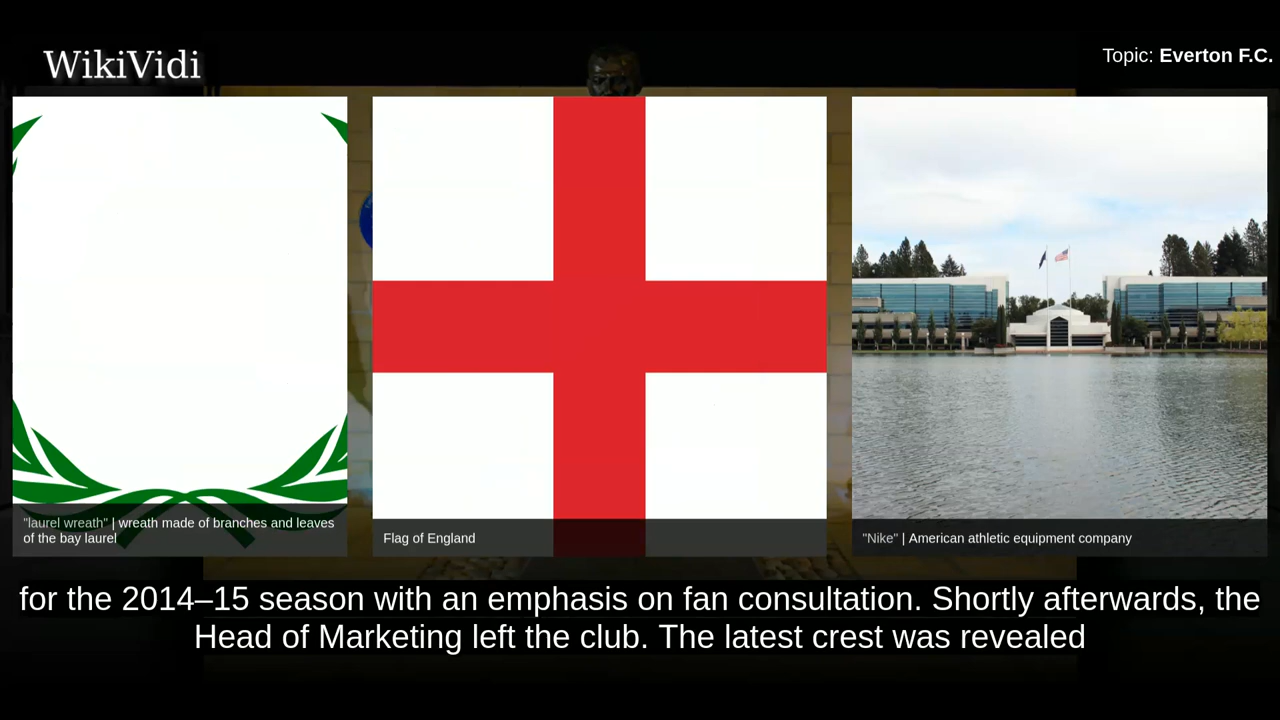 WikiVidi
Topic: Everton F.C.
"laurel wreath" | wreath made of branches and leaves
of the bay laurel
Flag of England
"Nike" | American athletic equipment company
for the 2014–15 season with an emphasis on fan consultation. Shortly afterwards, the
Head of Marketing left the club. The latest crest was revealed